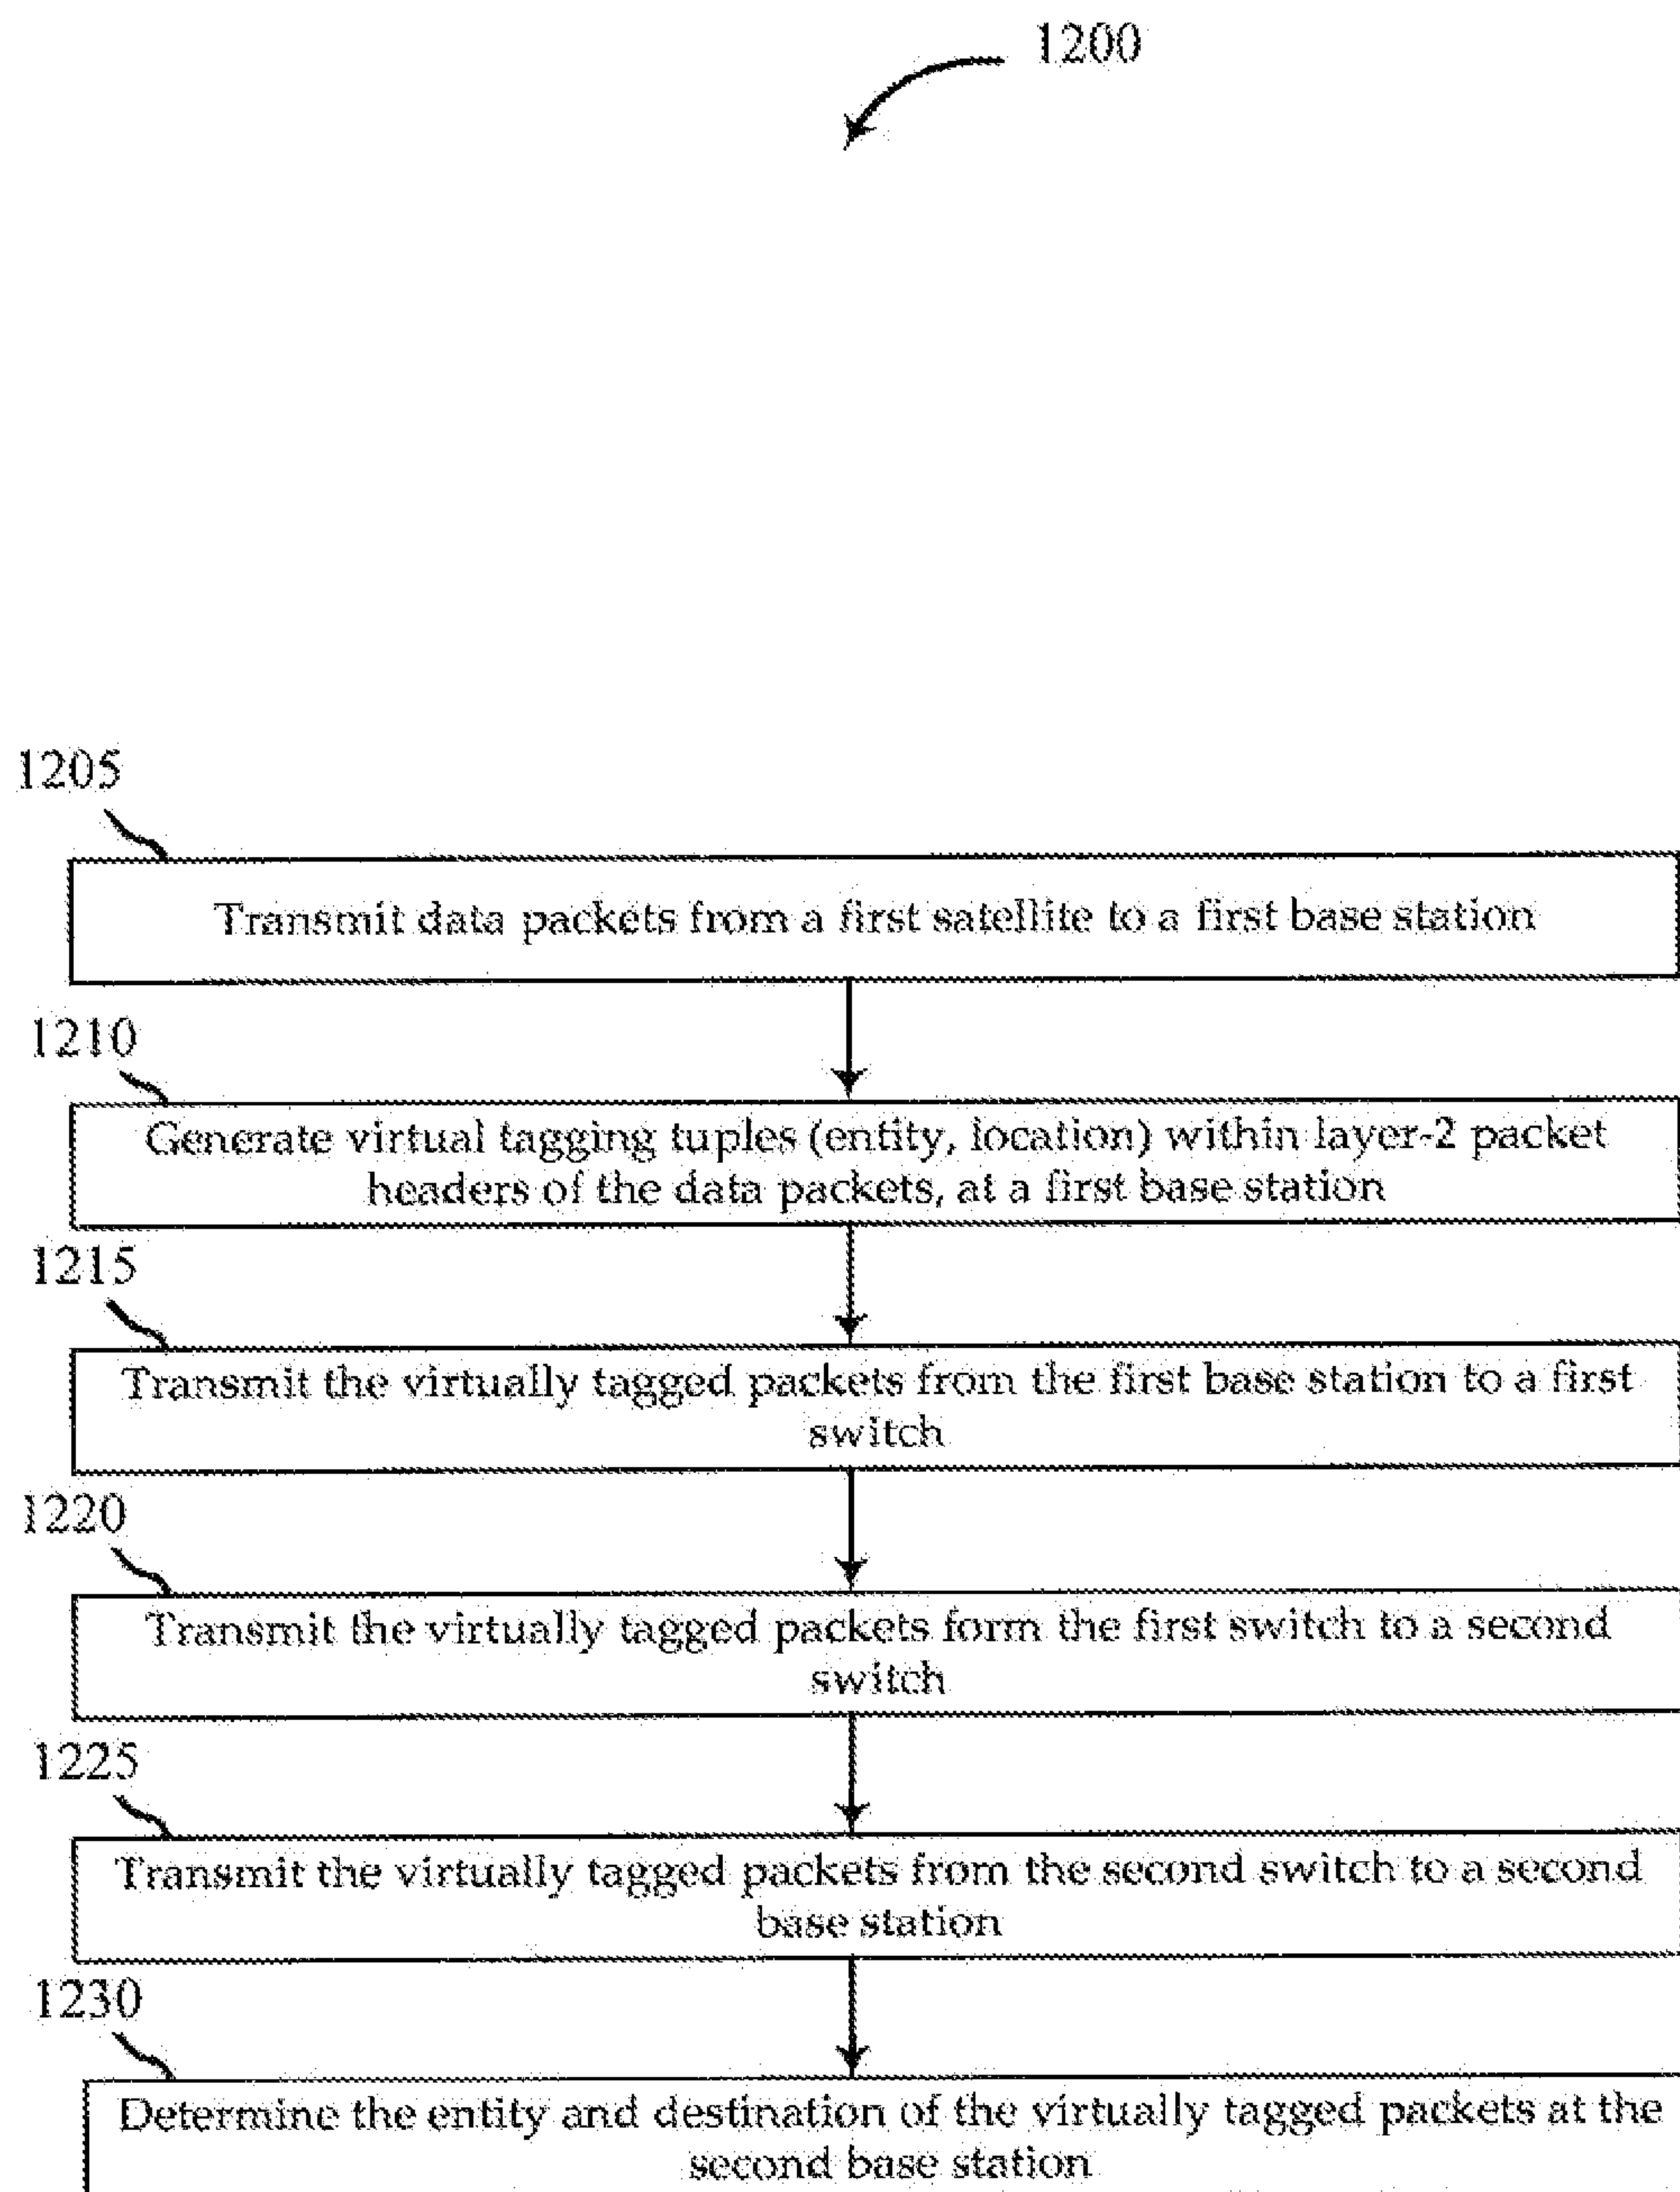 1200
1205
Transmit data packets from a first satellite to a first base station
1210
Generate virtual tagging tuples (entity, location) within layer-2 packet
headers of the data packets, at a first base station
1215
Transmit the virtually tagged packets from the first base station to a first
switch
1220
Transmit the virtually tagged packets form the first switch to a second
switch
1225
Transmit the virtually tagged packets from the second switch to a second
base station
1230
Determine the entity and destination of the virtually tagged packets at the
second base station